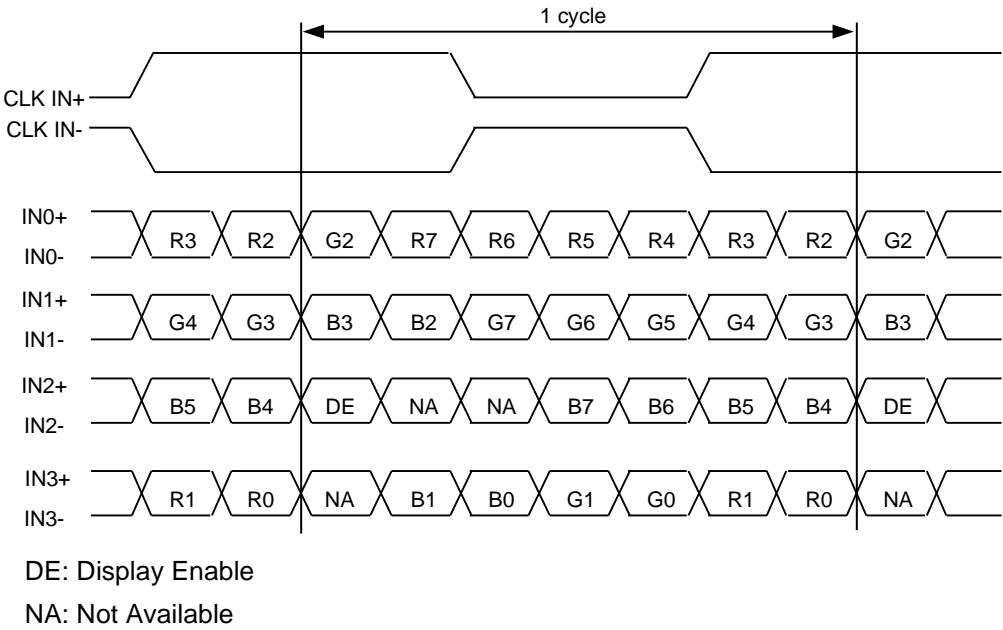 1 cycle
CLK IN+
CLK IN-
IN0+
R3 R2 G2 R7 R6 R5 R4 R3 R2 G2
IN0-
IN1+
G4 G3 B3 B2 G7 G6 G5 G4 G3 B3
IN1-
IN2+
B5 B4 DE NA NA B7 B6 B5 B4 DE
IN2-
IN3+
R1 R0 NA B1 B0 G1 G0 R1 R0 NA
IN3-
DE: Display Enable
NA: Not Available